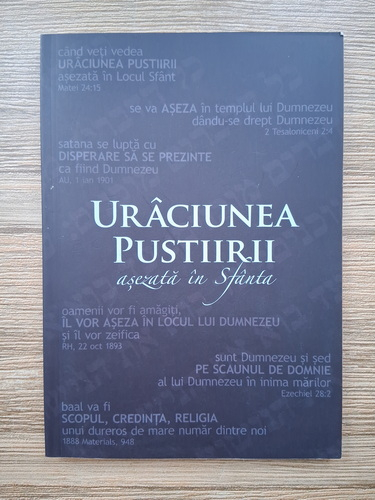 când veți vedea
URÂCIUNEA PUSTIIRII
așezată în Locul Sfânt
Matei 24:15
se va AȘEZA în templul lui Dumnezeu
dându-se drept Dumnezeu
2 Tesaloniceni 2:4
satana se luptă cu
DISPERARE SĂ SE PREZINTE
ca fiind Dumnezeu
AU, 1 ian 1901
URÂCIUNEA
PUSTIIRII
așezată în Sfânta
oamenii vor fi amăgiți,
ÎL VOR AȘEZA ÎN LOCUL LUI DUMNEZEU
și îl vor zeifica
RH, 22 oct 1893
sunt Dumnezeu și șed
PE SCAUNUL DE DOMNIE
al lui Dumnezeu în inima mărilor
Ezechiel 28:2
baal va fi
SCOPUL, CREDINȚA, RELIGIA
unui dureros de mare număr dintre noi
1888 Materials, 948